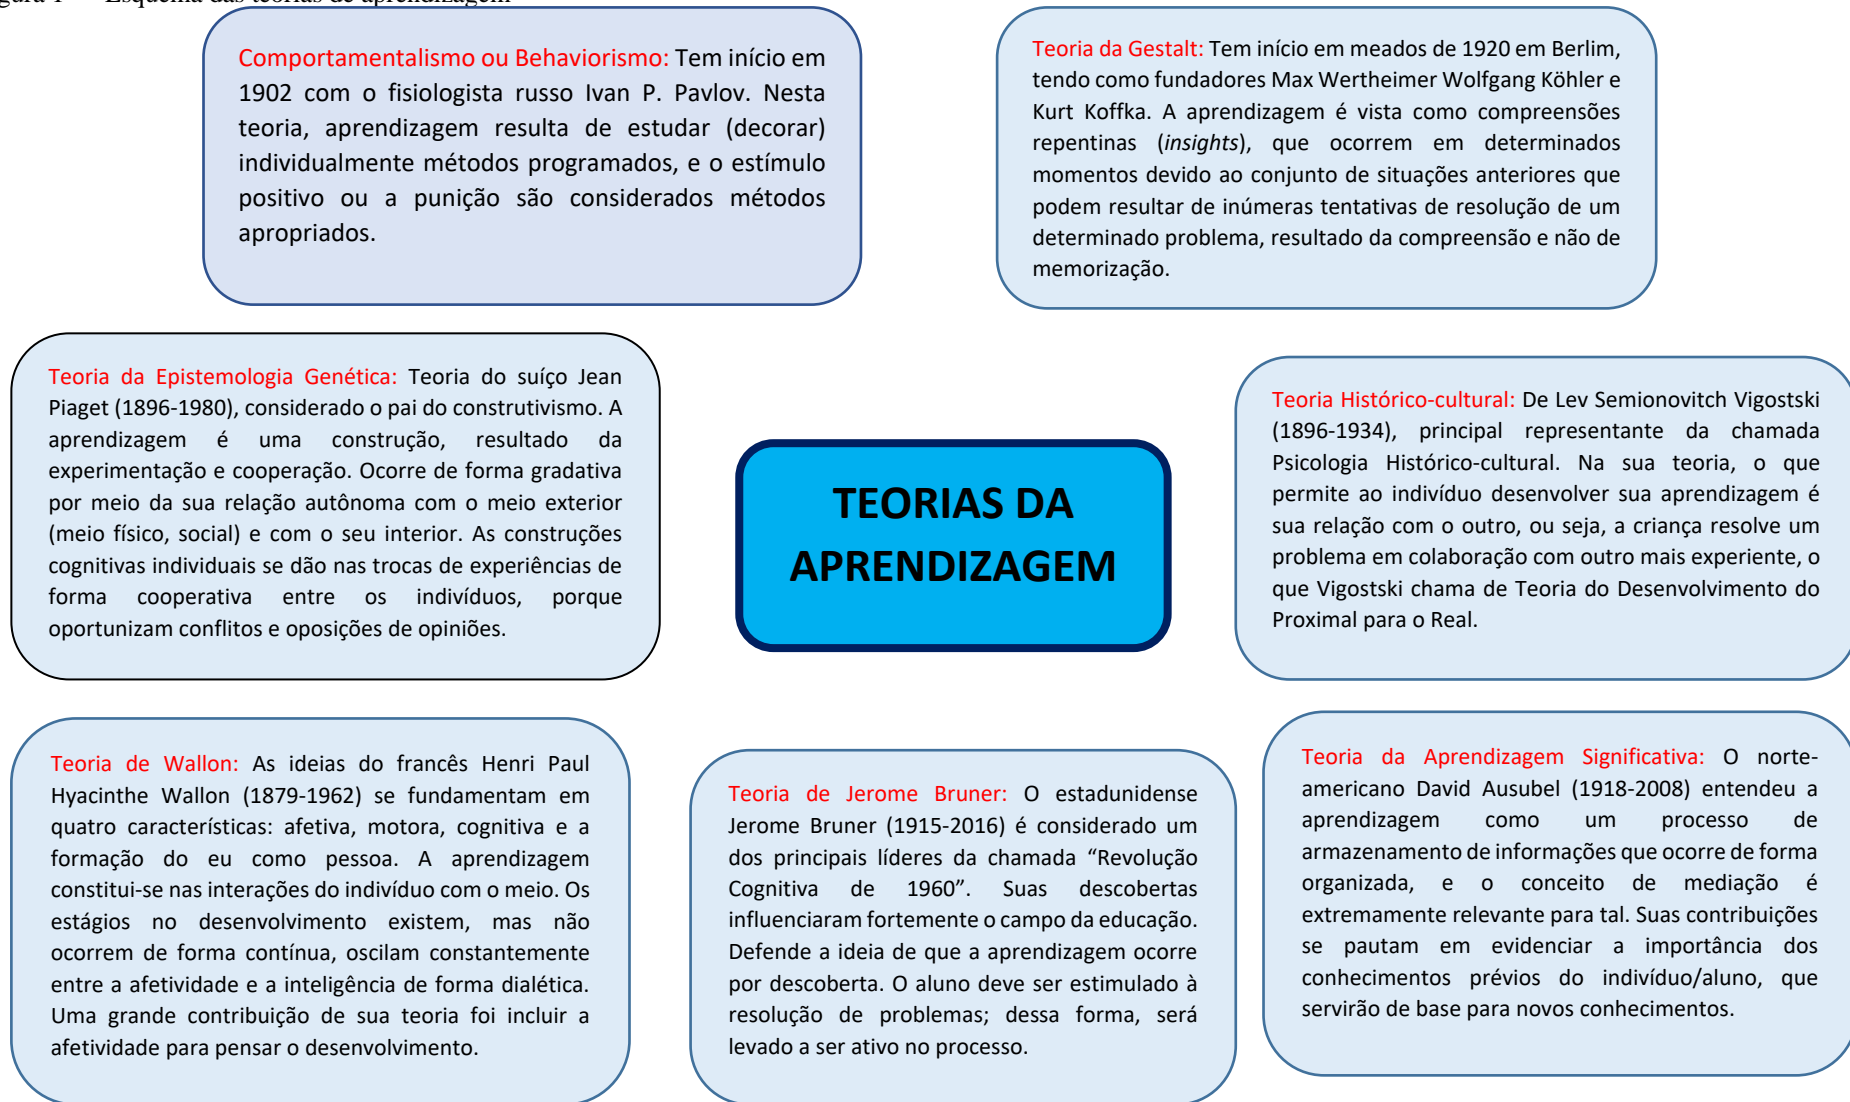 Esquema das teorias de aprendizagem
Comportamentalismo ou Behaviorismo: Tem início em
1902 com o fisiologista russo Ivan P. Pavlov. Nesta
teoria, aprendizagem resulta de estudar (decorar)
individualmente métodos programados, e o estímulo
positivo ou a punição são considerados métodos
apropriados.
Teoria da Gestalt: Tem início em meados de 1920 em Berlim,
tendo como fundadores Max Wertheimer Wolfgang Köhler e
Kurt Koffka. A aprendizagem é vista como compreensões
repentinas (insights), que ocorrem em determinados
momentos devido ao conjunto de situações anteriores que
podem resultar de inúmeras tentativas de resolução de um
determinado problema, resultado da compreensão e não de
memorização.
Teoria da Epistemologia Genética: Teoria do suíço Jean
Piaget (1896-1980), considerado o pai do construtivismo. A
aprendizagem é uma construção, resultado da
experimentação e cooperação. Ocorre de forma gradativa
por meio da sua relação autônoma com o meio exterior
(meio físico, social) e com o seu interior. As construções
cognitivas individuais se dão nas trocas de experiências de
forma cooperativa entre os indivíduos, porque
oportunizam conflitos e oposições de opiniões.
TEORIAS DA
APRENDIZAGEM
Teoria Histórico-cultural: De Lev Semionovitch Vigostski
(1896-1934), principal representante da chamada
Psicologia Histórico-cultural. Na sua teoria, o que
permite ao indivíduo desenvolver sua aprendizagem é
sua relação com o outro, ou seja, a criança resolve um
problema em colaboração com outro mais experiente, o
que Vigostski chama de Teoria do Desenvolvimento do
Proximal para o Real.
Teoria de Wallon: As ideias do francês Henri Paul
Hyacinthe Wallon (1879-1962) se fundamentam em
quatro características: afetiva, motora, cognitiva e a
formação do eu como pessoa. A aprendizagem
constitui-se nas interações do indivíduo com o meio. Os
estágios no desenvolvimento existem, mas não
ocorrem de forma contínua, oscilam constantemente
entre a afetividade e a inteligência de forma dialética.
Uma grande contribuição de sua teoria foi incluir a
afetividade para pensar o desenvolvimento.
Teoria de Jerome Bruner: O estadunidense
Jerome Bruner (1915-2016) é considerado um
dos principais líderes da chamada “Revolução
Cognitiva de 1960”. Suas descobertas
influenciaram fortemente o campo da educação.
Defende a ideia de que a aprendizagem ocorre
por descoberta. O aluno deve ser estimulado à
resolução de problemas; dessa forma, será
levado a ser ativo no processo.
Teoria da Aprendizagem Significativa: O norte-
americano David Ausubel (1918-2008) entendeu a
aprendizagem como um processo de
armazenamento de informações que ocorre de forma
organizada, e o conceito de mediação é
extremamente relevante para tal. Suas contribuições
se pautam em evidenciar a importância dos
conhecimentos prévios do indivíduo/aluno, que
servirão de base para novos conhecimentos.